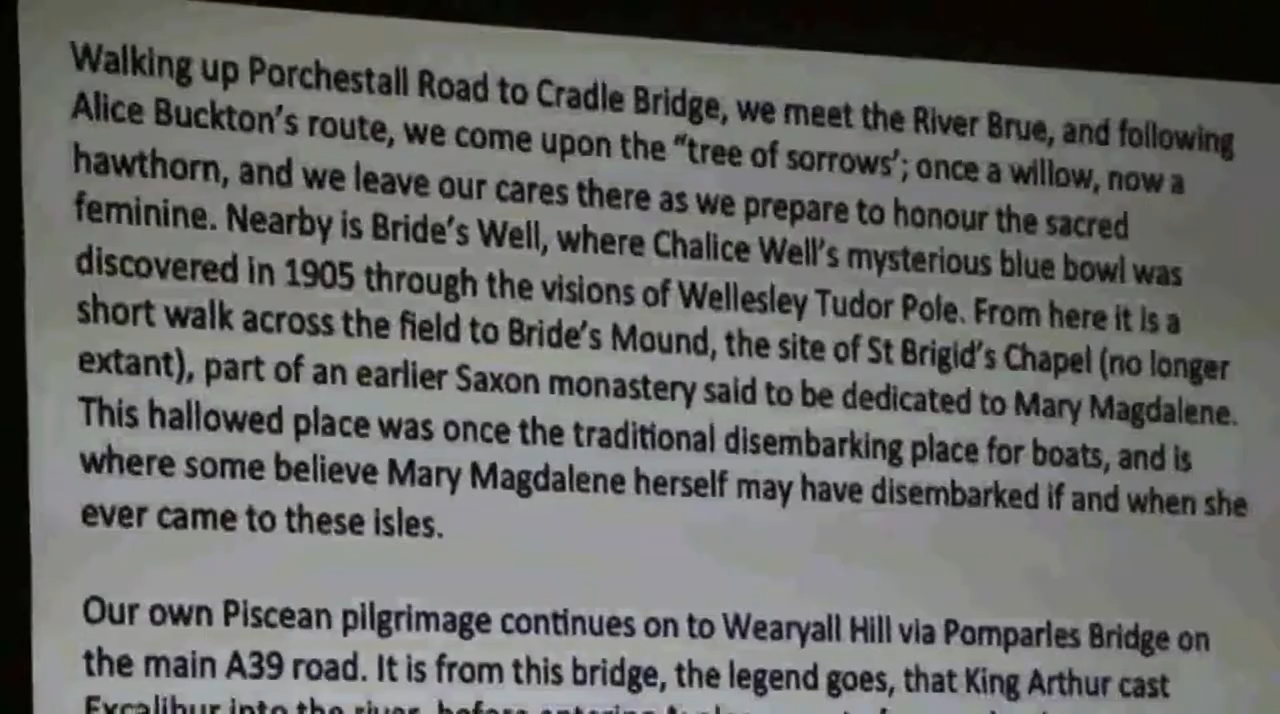 Walking up Porchestall Road to Cradle Bridge, we meet the River Brue, and following
Alice Buckton's route, we come upon the "tree of sorrows'; once a willow, now a
hawthorn, and we leave our cares there as we prepare to honour the sacred
feminine. Nearby is Bride's Well, where Chalice Well's mysterious blue bowl was
discovered in 1905 through the visions of Wellesley Tudor Pole. From here it is a
short walk across the field to Bride's Mound, the site of St Brigid's Chapel (no longer
extant), part of an earlier Saxon monastery said to be dedicated to Mary Magdalene.
This hallowed place was once the traditional disembarking place for boats, and is
where some believe Mary Magdalene herself may have disembarked if and when she
ever came to these isles.
Our own Piscean pilgrimage continues on to Wearyall Hill via Pomparles Bridge on
the main A39 road. It is from this bridge, the legend goes, that King Arthur cast
Excalibur into the river, before